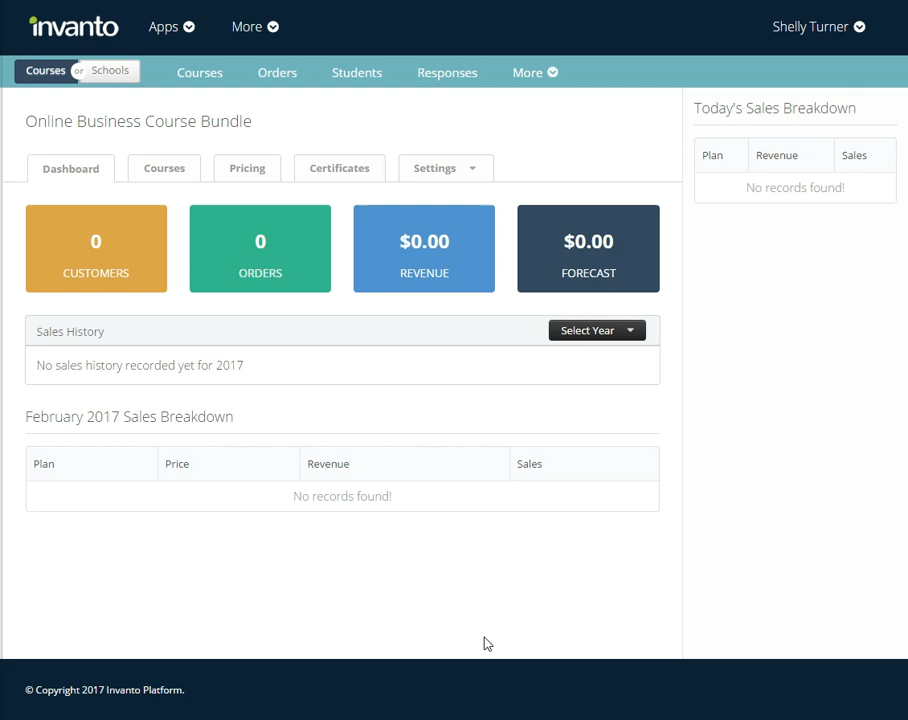 invanto Apps More Shelly Turner
Courses or Schools Courses Orders Students Responses More
Online Business Course Bundle
Dashboard Courses Pricing Certificates Settings
0 0 $0.00 $0.00
CUSTOMERS ORDERS REVENUE FORECAST
Sales History Select Year
No sales history recorded yet for 2017
February 2017 Sales Breakdown
Plan Price Revenue Sales
No records found!
Today's Sales Breakdown
Plan Revenue Sales
No records found!
© Copyright 2017 Invanto Platform.